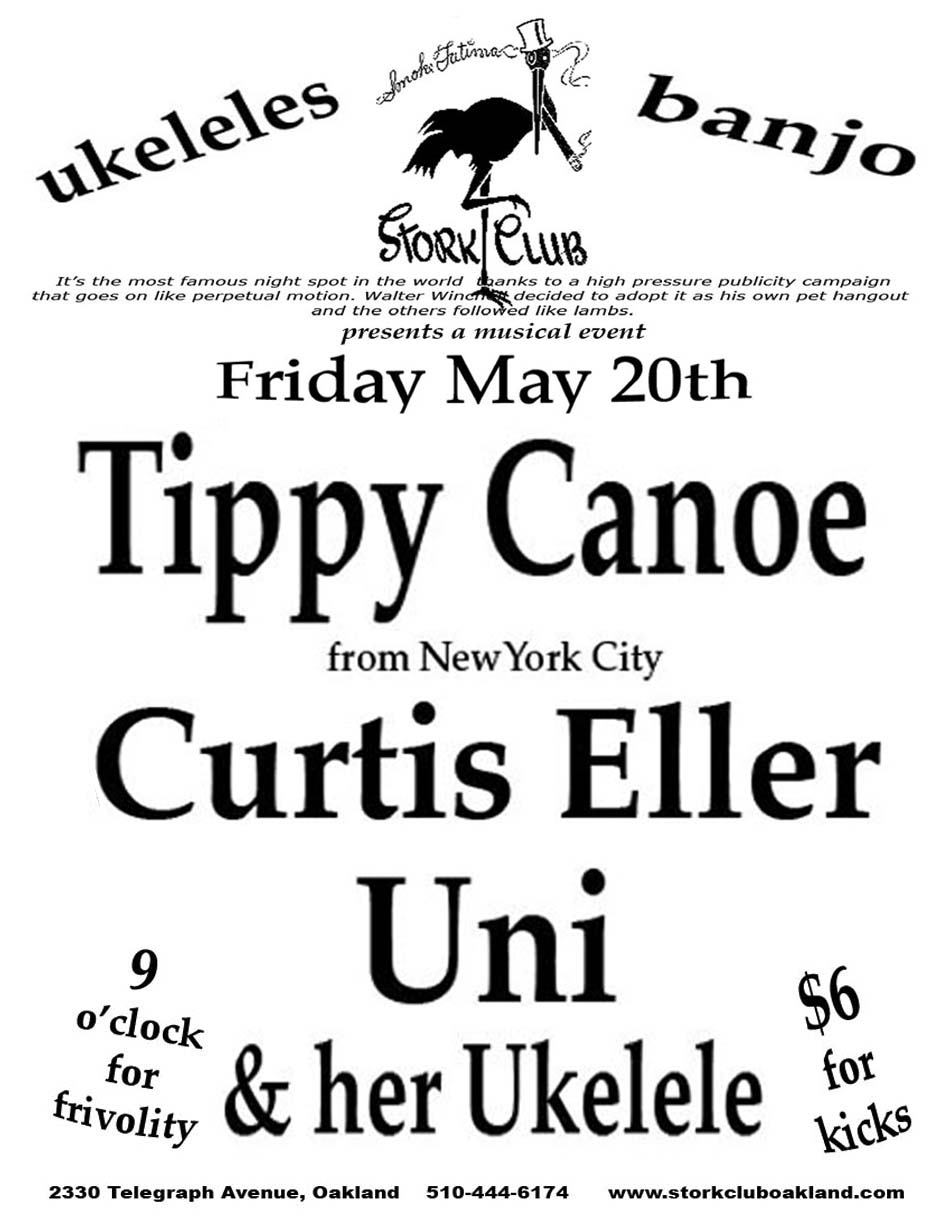 ukeleles
banjo
Smoke Fatima
STORK CLUB
It's the most famous night spot in the world thanks to a high pressure publicity campaign
that goes on like perpetual motion. Walter Winchell decided to adopt it as his own pet hangout
and the others followed like lambs.
presents a musical event
Friday May 20th
Tippy Canoe
from New York City
Curtis Eller
Uni
& her Ukelele
9
o'clock
for
frivolity
$6
for
kicks
2330 Telegraph Avenue, Oakland 510-444-6174 www.storkcluboakland.com